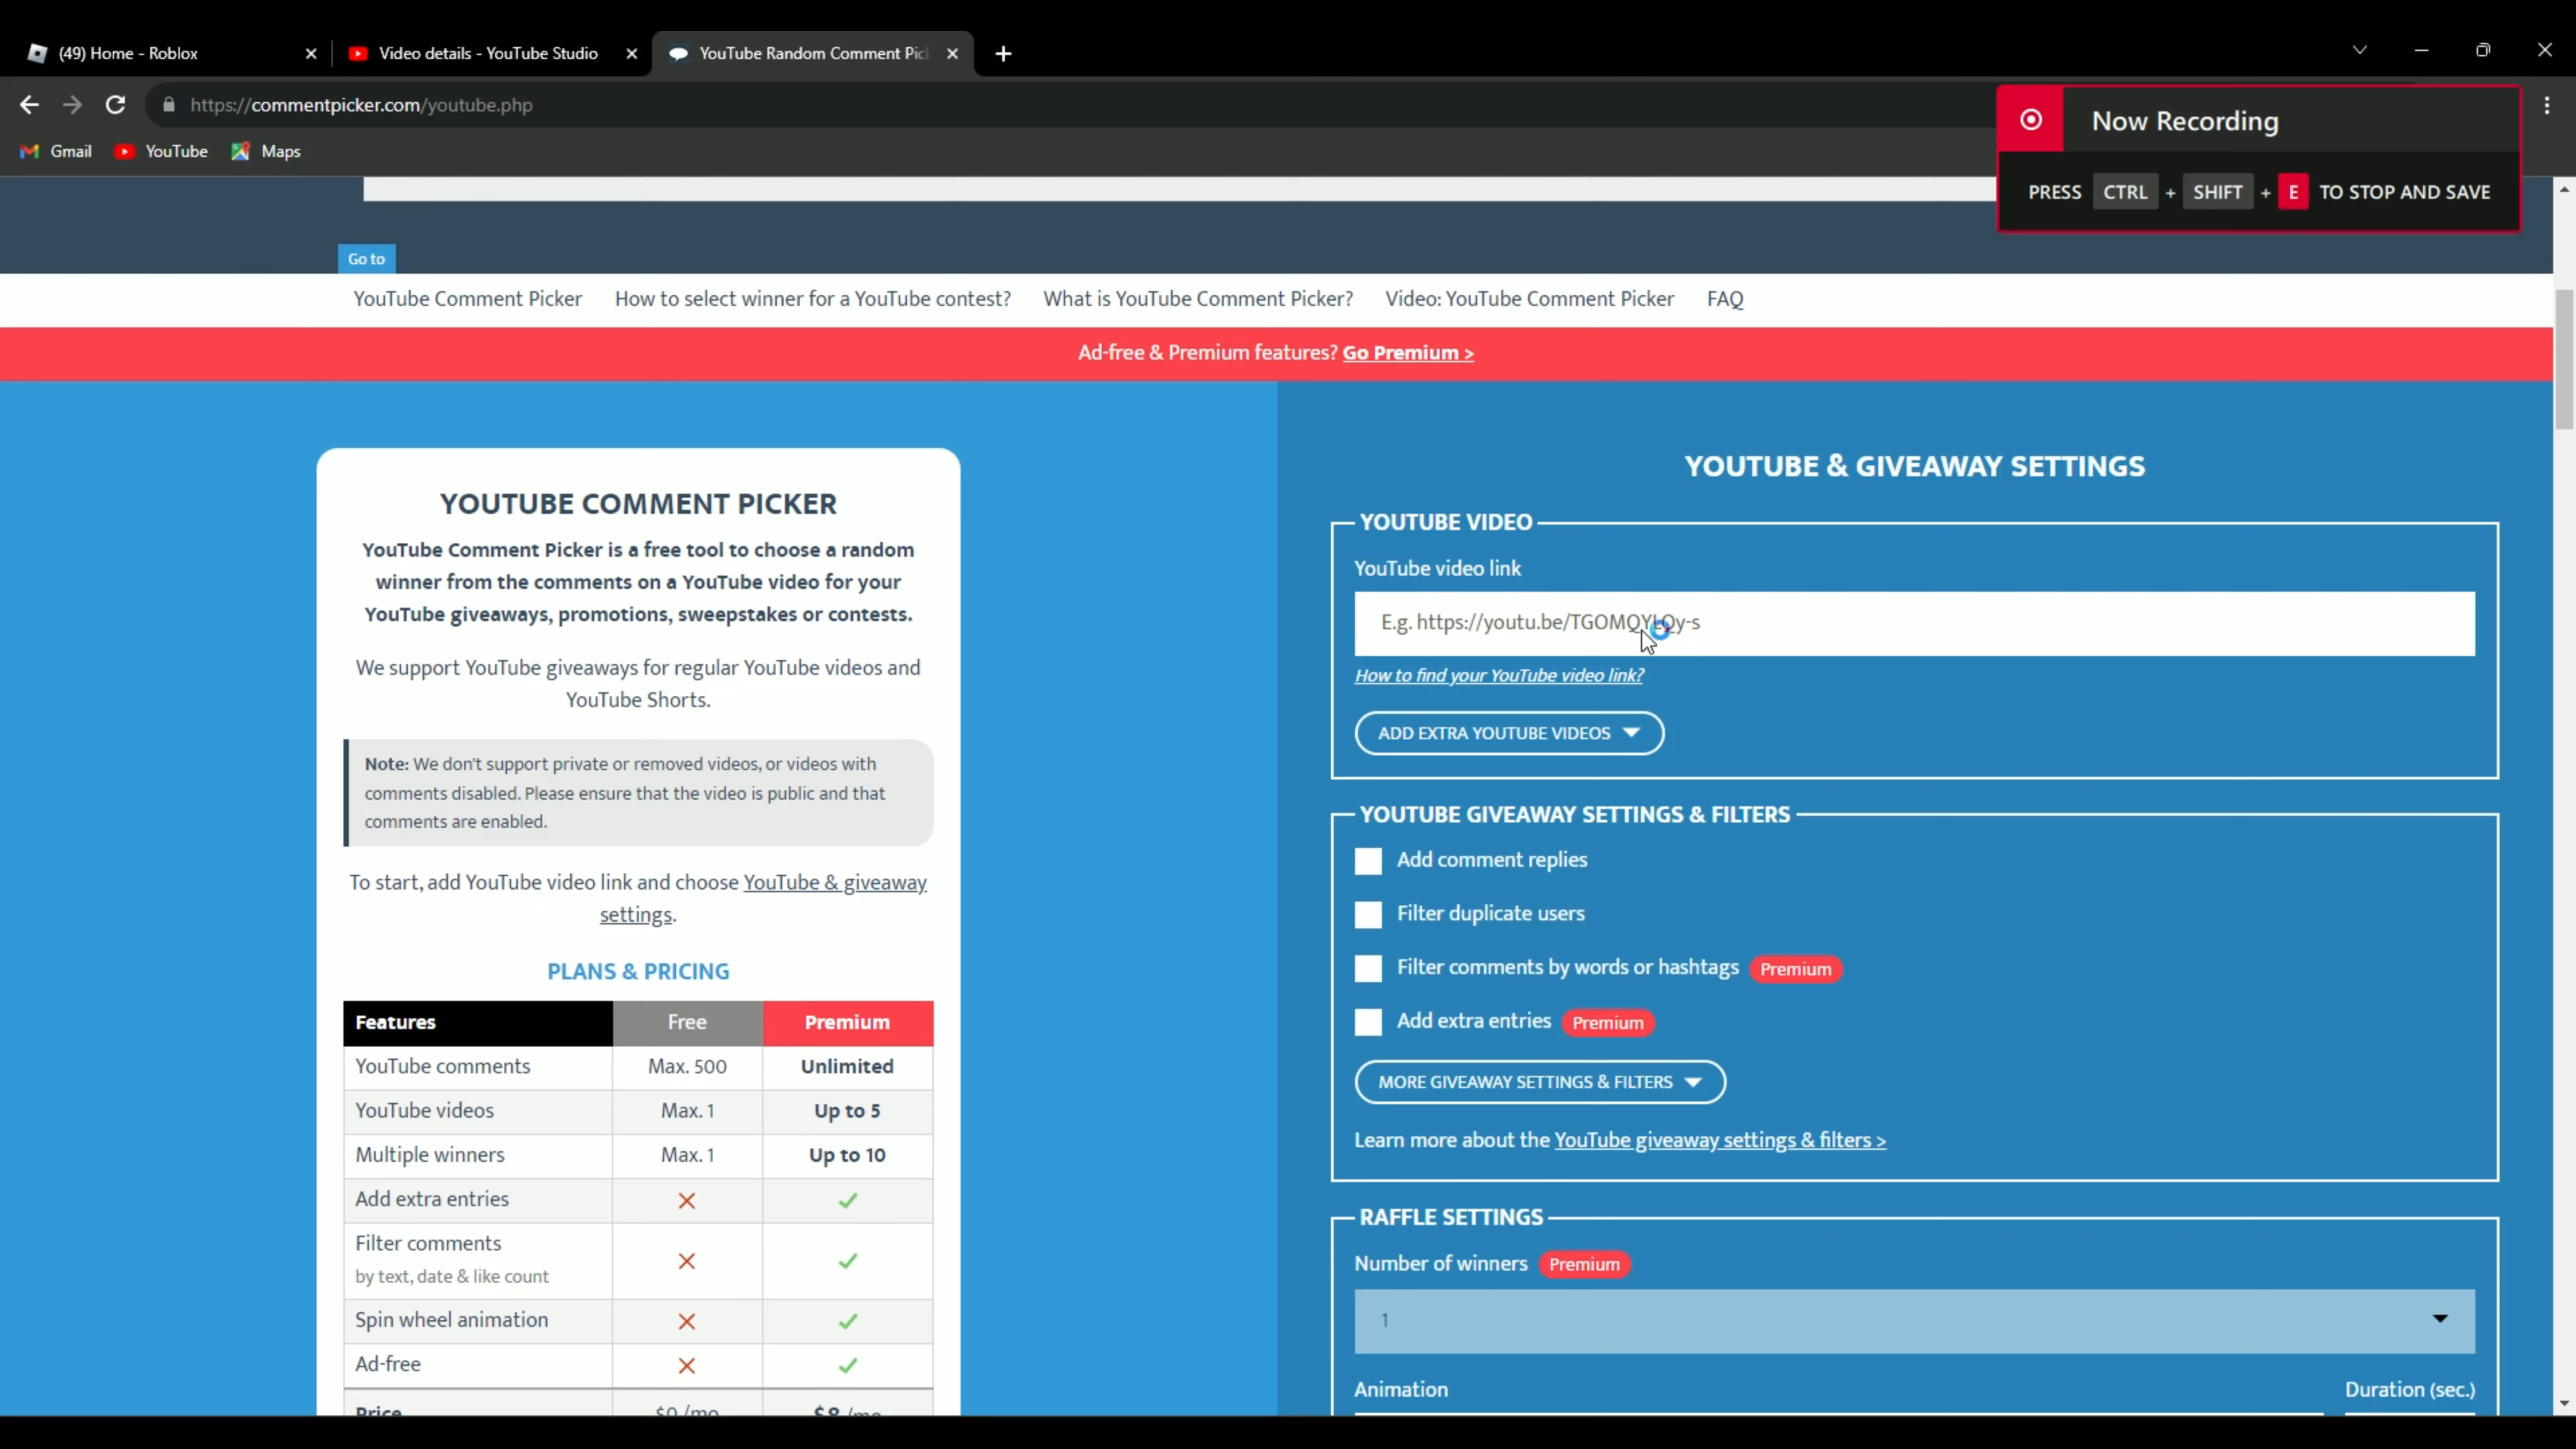 (49) Home - Roblox
Video details - YouTube Studio
YouTube Random Comment Pic
https://commentpicker.com/youtube.php
Gmail
YouTube
Maps
Now Recording
PRESS CTRL + SHIFT + E TO STOP AND SAVE
Go to
YouTube Comment Picker How to select winner for a YouTube contest? What is YouTube Comment Picker? Video: YouTube Comment Picker FAQ
Ad-free & Premium features? Go Premium >
YOUTUBE COMMENT PICKER
YouTube Comment Picker is a free tool to choose a random
winner from the comments on a YouTube video for your
YouTube giveaways, promotions, sweepstakes or contests.
We support YouTube giveaways for regular YouTube videos and
YouTube Shorts.
Note: We don't support private or removed videos, or videos with
comments disabled. Please ensure that the video is public and that
comments are enabled.
To start, add YouTube video link and choose YouTube & giveaway
settings.
PLANS & PRICING
Features Free Premium
YouTube comments Max. 500 Unlimited
YouTube videos Max. 1 Up to 5
Multiple winners Max. 1 Up to 10
Add extra entries
Filter comments
by text, date & like count
Spin wheel animation
Ad-free
Price $0 /mo $8 /mo
YOUTUBE & GIVEAWAY SETTINGS
YOUTUBE VIDEO
YouTube video link
E.g. https://youtu.be/TGOMQYLQy-s
How to find your YouTube video link?
ADD EXTRA YOUTUBE VIDEOS
YOUTUBE GIVEAWAY SETTINGS & FILTERS
Add comment replies
Filter duplicate users
Filter comments by words or hashtags Premium
Add extra entries Premium
MORE GIVEAWAY SETTINGS & FILTERS
Learn more about the YouTube giveaway settings & filters >
RAFFLE SETTINGS
Number of winners Premium
1
Animation Duration (sec.)